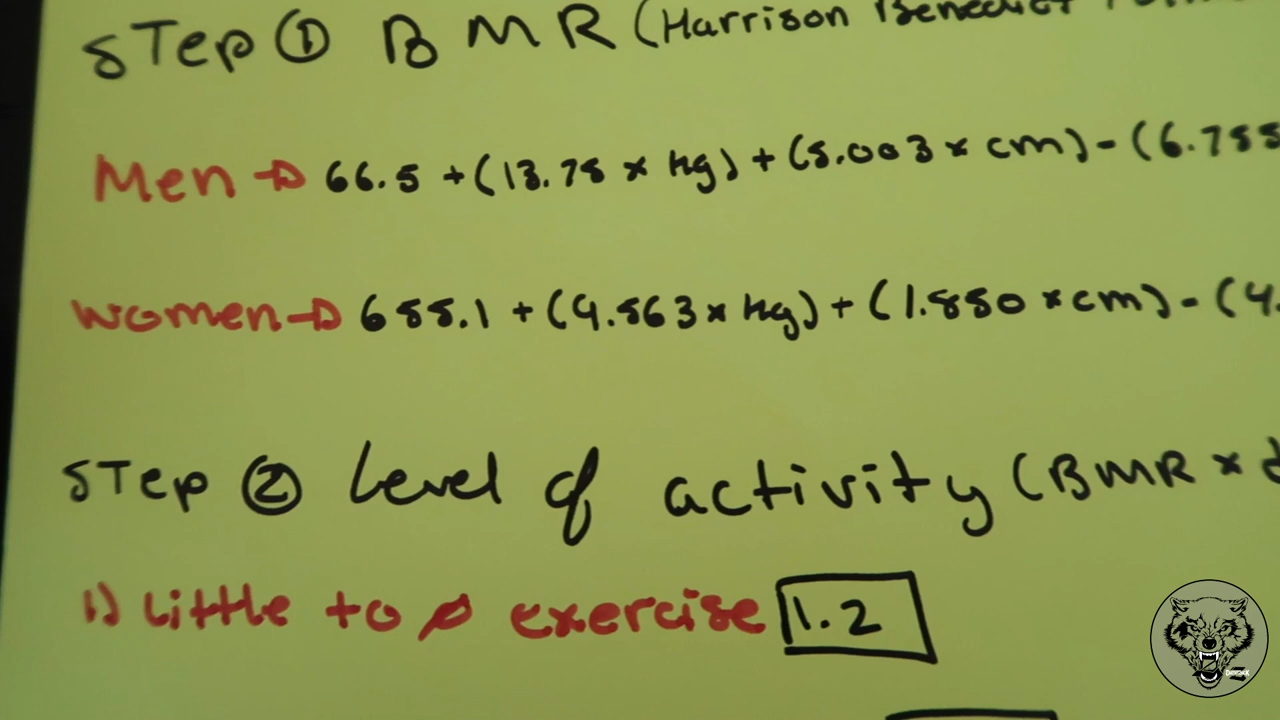 STep ① BMR (Harrison Benedict
Men → 66.5 + (13.75 × kg) + (5.003 × cm) - (6.755
women → 655.1 + (9.563 × kg) + (1.850 × cm) - (4.
STep ② Level of activity (BMR ×
1) Little to ø exercise 1.2